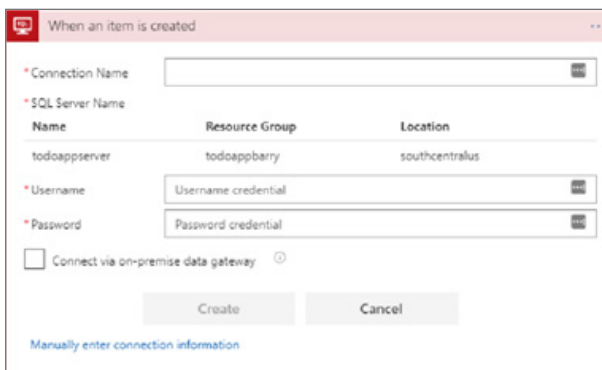 When an item is created
* Connection Name
* SQL Server Name
Name Resource Group Location
todoappserver todoappbarry southcentralus
* Username Username credential
* Password Password credential
Connect via on-premise data gateway
Create Cancel
Manually enter connection information